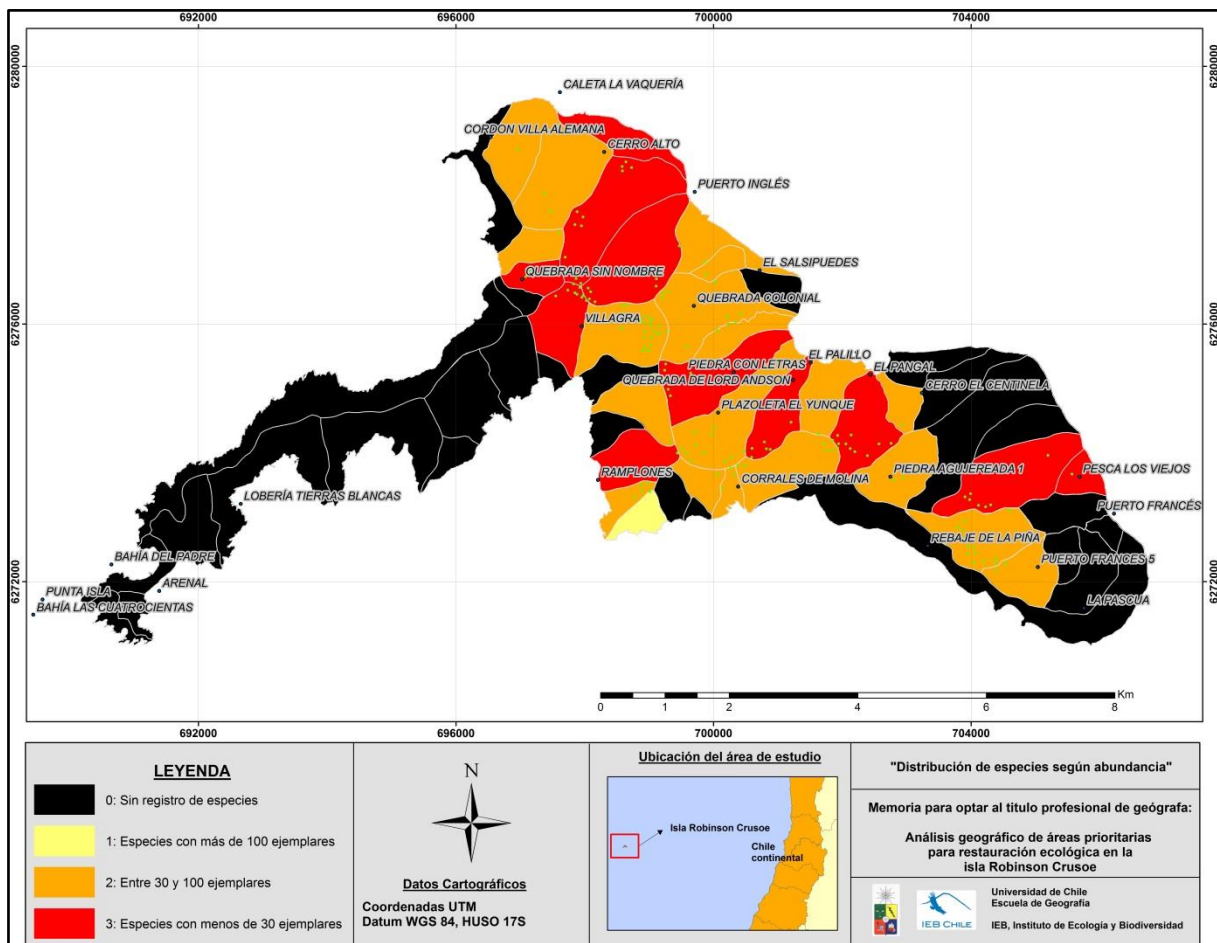 692000
696000
700000
704000
6280000
6280000
CALETA LA VAQUERÍA
CORDON VILLA ALEMANA
CERRO ALTO
PUERTO INGLÉS
EL SALSIPUEDES
QUEBRADA SIN NOMBRE
QUEBRADA COLONIAL
6276000
6276000
VILLAGRA
EL PALILLO
PIEDRA CON LETRAS
EL PANGAL
QUEBRADA DE LORD ANDSON
CERRO EL CENTINELA
PLAZOLETA EL YUNQUE
RAMPLONES
CORRALES DE MOLINA
PIEDRA AGUJEREADA 1
PESCA LOS VIEJOS
LOBERÍA TIERRAS BLANCAS
PUERTO FRANCÉS
REBAJE DE LA PIÑA
BAHÍA DEL PADRE
PUERTO FRANCES 5
6272000
6272000
ARENAL
PUNTA ISLA
BAHÍA LAS CUATROCIENTAS
LA PASCUA
Km
0 1 2 4 6 8
692000
696000
700000
704000
LEYENDA
0: Sin registro de especies
1: Especies con más de 100 ejemplares
2: Entre 30 y 100 ejemplares
3: Especies con menos de 30 ejemplares
N
Datos Cartográficos
Coordenadas UTM
Datum WGS 84, HUSO 17S
Ubicación del área de estudio
Isla Robinson Crusoe
Chile
continental
"Distribución de especies según abundancia"
Memoria para optar al titulo profesional de geógrafa:
Análisis geográfico de áreas prioritarias
para restauración ecológica en la
isla Robinson Crusoe
IEB CHILE
Universidad de Chile
Escuela de Geografía
IEB, Instituto de Ecología y Biodiversidad